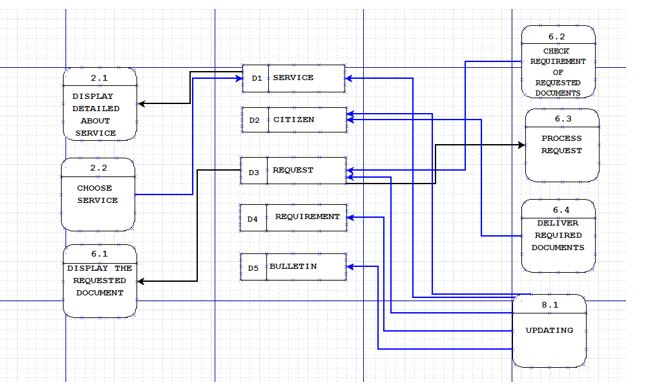 2.1
DISPLAY
DETAILED
ABOUT
SERVICE
2.2
CHOOSE
SERVICE
6.1
DISPLAY THE
REQUESTED
DOCUMENT
D1 SERVICE
D2 CITIZEN
D3 REQUEST
D4 REQUIREMENT
D5 BULLETIN
6.2
CHECK
REQUIREMENT
OF
REQUESTED
DOCUMENTS
6.3
PROCESS
REQUEST
6.4
DELIVER
REQUIRED
DOCUMENTS
8.1
UPDATING